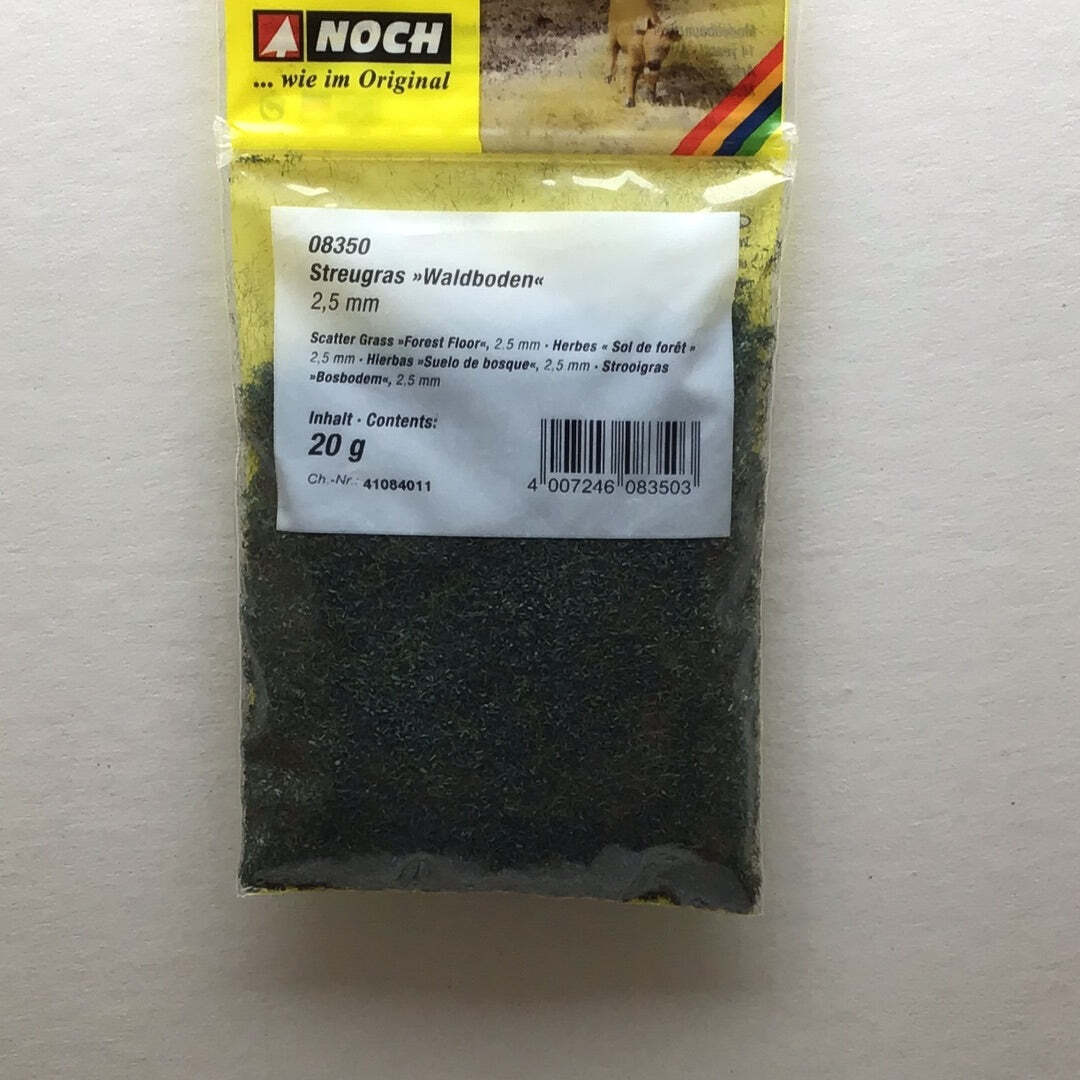 NOCH
... wie im Original
08350
Streugras »Waldboden«
2,5 mm
Scatter Grass »Forest Floor«, 2.5 mm · Herbes « Sol de forêt »
2,5 mm · Hierbas »Suelo de bosque«, 2,5 mm · Strooigras
»Bosbodem«, 2,5 mm
Inhalt · Contents:
20 g
Ch.-Nr.: 41084011
4 007246 083503